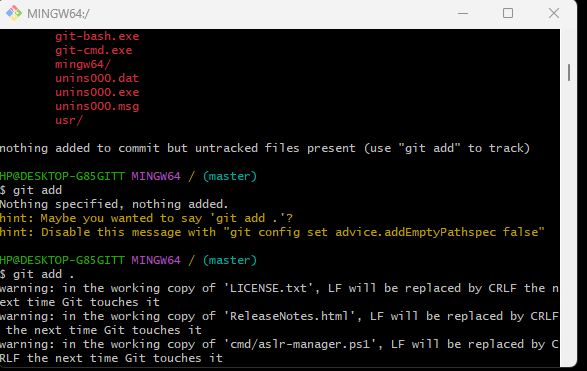 MINGW64:/
git-bash.exe
git-cmd.exe
mingw64/
unins000.dat
unins000.exe
unins000.msg
usr/
nothing added to commit but untracked files present (use "git add" to track)
HP@DESKTOP-G85GITT MINGW64 / (master)
$ git add
Nothing specified, nothing added.
hint: Maybe you wanted to say 'git add .'?
hint: Disable this message with "git config set advice.addEmptyPathspec false"
HP@DESKTOP-G85GITT MINGW64 / (master)
$ git add .
warning: in the working copy of 'LICENSE.txt', LF will be replaced by CRLF the n
ext time Git touches it
warning: in the working copy of 'ReleaseNotes.html', LF will be replaced by CRLF
the next time Git touches it
warning: in the working copy of 'cmd/aslr-manager.ps1', LF will be replaced by C
RLF the next time Git touches it